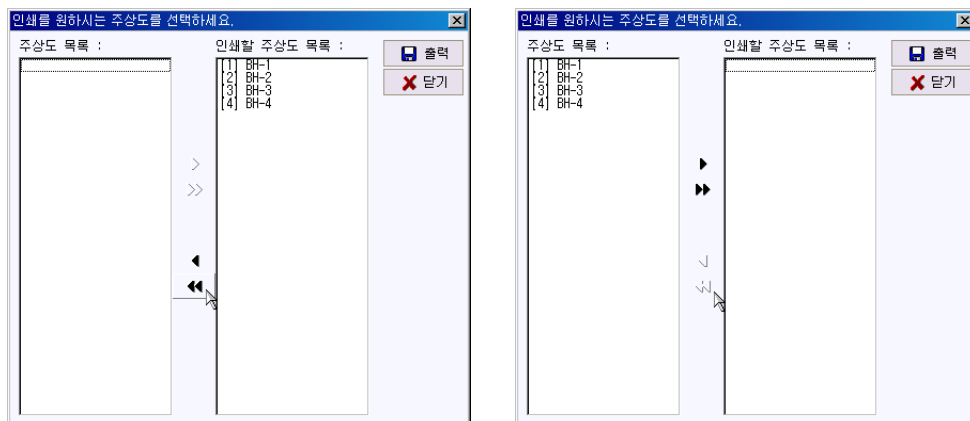 인쇄를 원하시는 주상도를 선택하세요.
주상도 목록 :
인쇄할 주상도 목록 :
[1] BH-1
[2] BH-2
[3] BH-3
[4] BH-4
출력
닫기
인쇄를 원하시는 주상도를 선택하세요.
주상도 목록 :
[1] BH-1
[2] BH-2
[3] BH-3
[4] BH-4
인쇄할 주상도 목록 :
출력
닫기